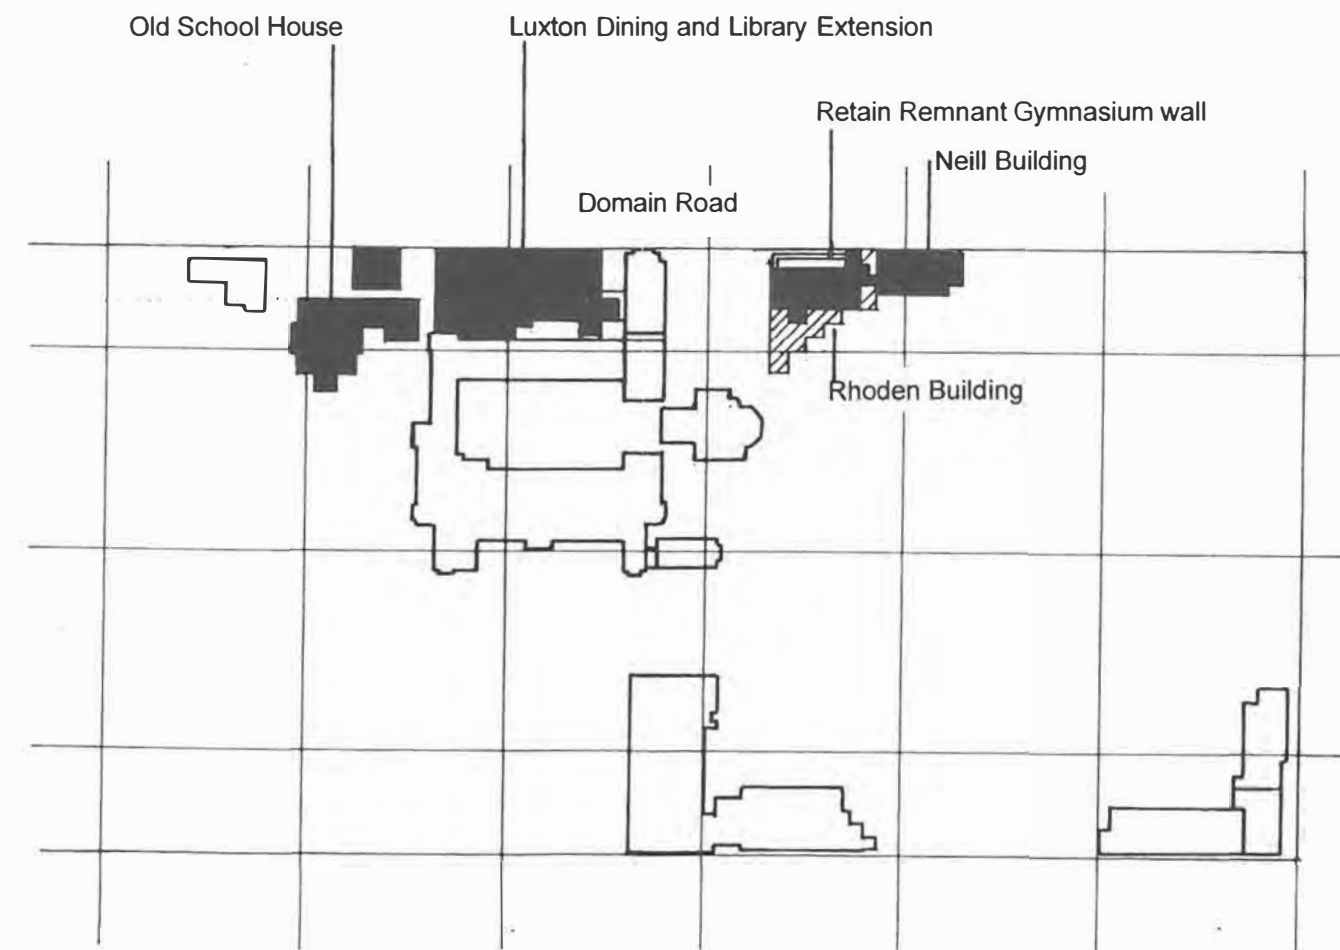 Old School House
Luxton Dining and Library Extension
Retain Remnant Gymnasium wall
Neill Building
Domain Road
Rhoden Building